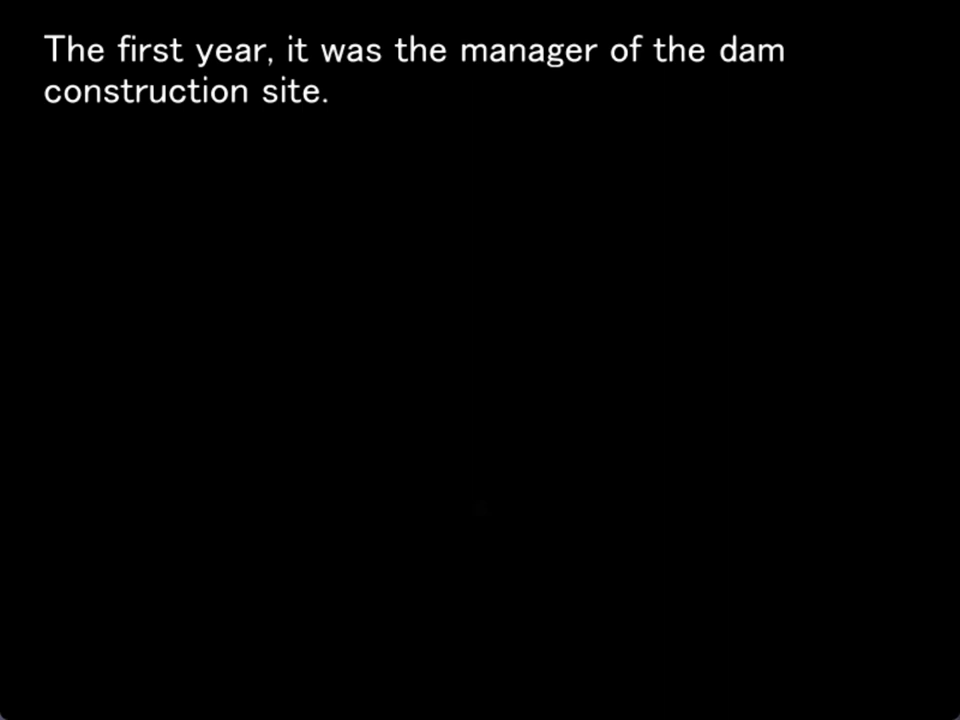 The first year, it was the manager of the dam
construction site.